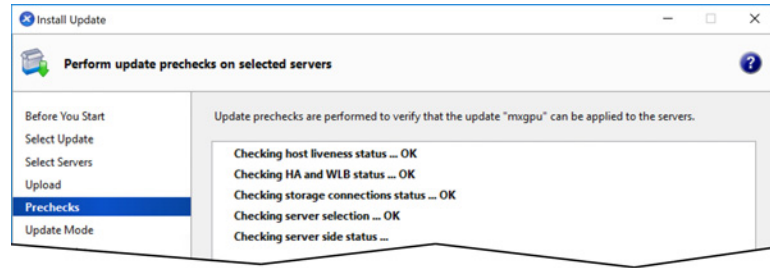 Install Update
Perform update prechecks on selected servers
?
Before You Start
Select Update
Select Servers
Upload
Prechecks
Update Mode
Update prechecks are performed to verify that the update "mxgpu" can be applied to the servers.
Checking host liveness status ... OK
Checking HA and WLB status ... OK
Checking storage connections status ... OK
Checking server selection ... OK
Checking server side status ...